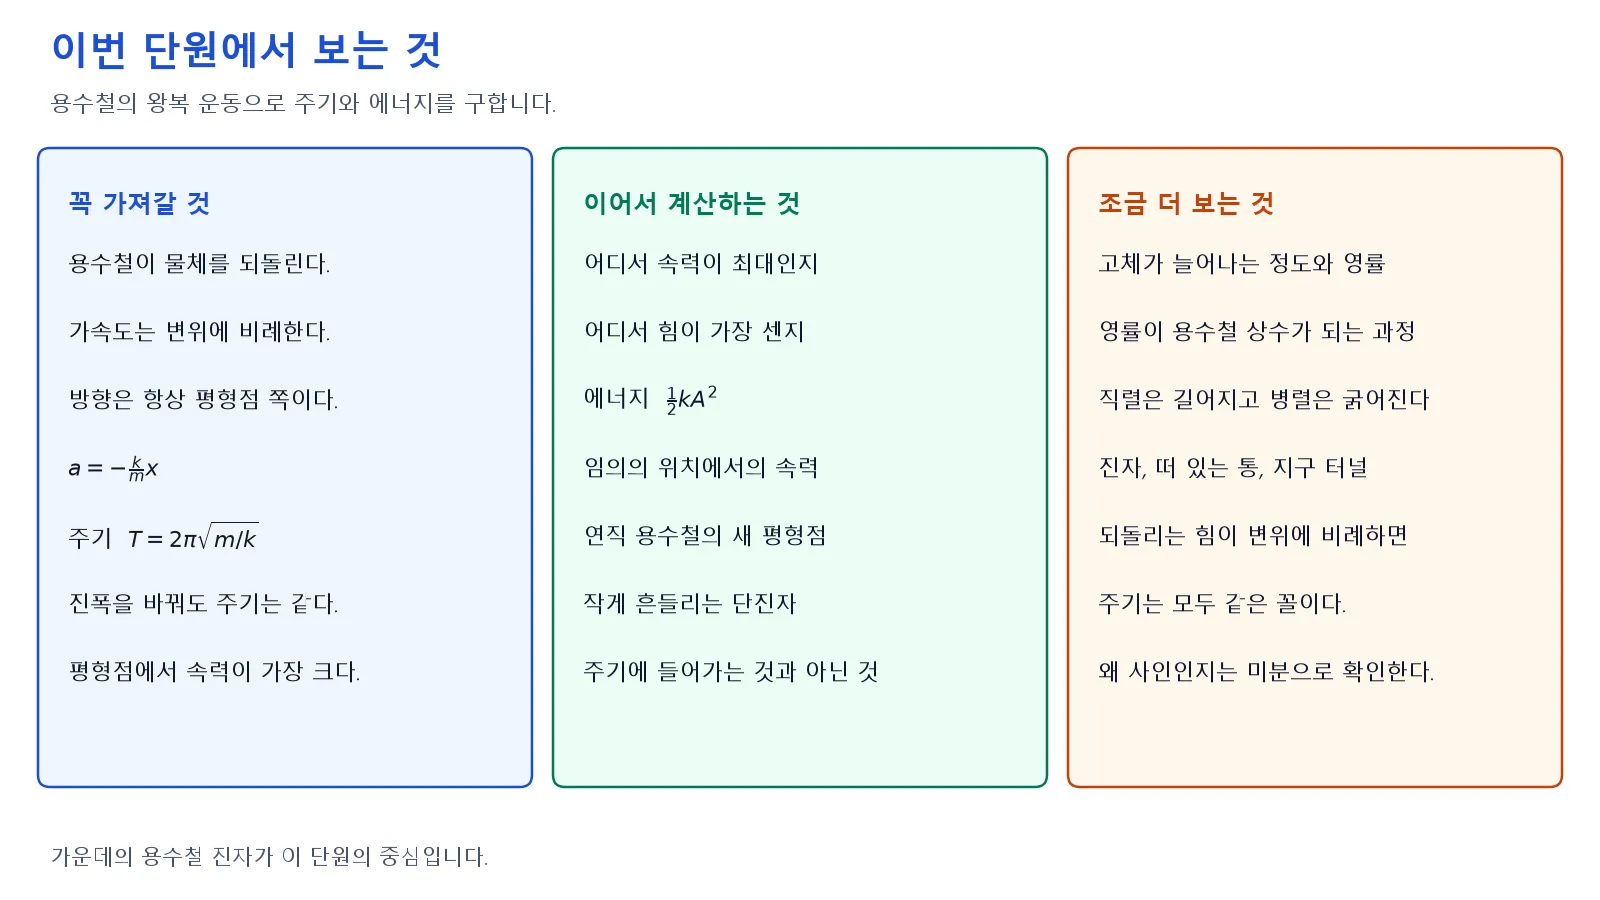 이번 단원에서 보는 것
용수철의 왕복 운동으로 주기와 에너지를 구합니다.
꼭 가져갈 것
용수철이 물체를 되돌린다.
가속도는 변위에 비례한다.
방향은 항상 평형점 쪽이다.
a = −k/m x
주기 T = 2π√(m/k)
진폭을 바꿔도 주기는 같다.
평형점에서 속력이 가장 크다.
이어서 계산하는 것
어디서 속력이 최대인지
어디서 힘이 가장 센지
에너지 ½kA²
임의의 위치에서의 속력
연직 용수철의 새 평형점
작게 흔들리는 단진자
주기에 들어가는 것과 아닌 것
조금 더 보는 것
고체가 늘어나는 정도와 영률
영률이 용수철 상수가 되는 과정
직렬은 길어지고 병렬은 굵어진다
진자, 떠 있는 통, 지구 터널
되돌리는 힘이 변위에 비례하면
주기는 모두 같은 꼴이다.
왜 사인인지는 미분으로 확인한다.
가운데의 용수철 진자가 이 단원의 중심입니다.